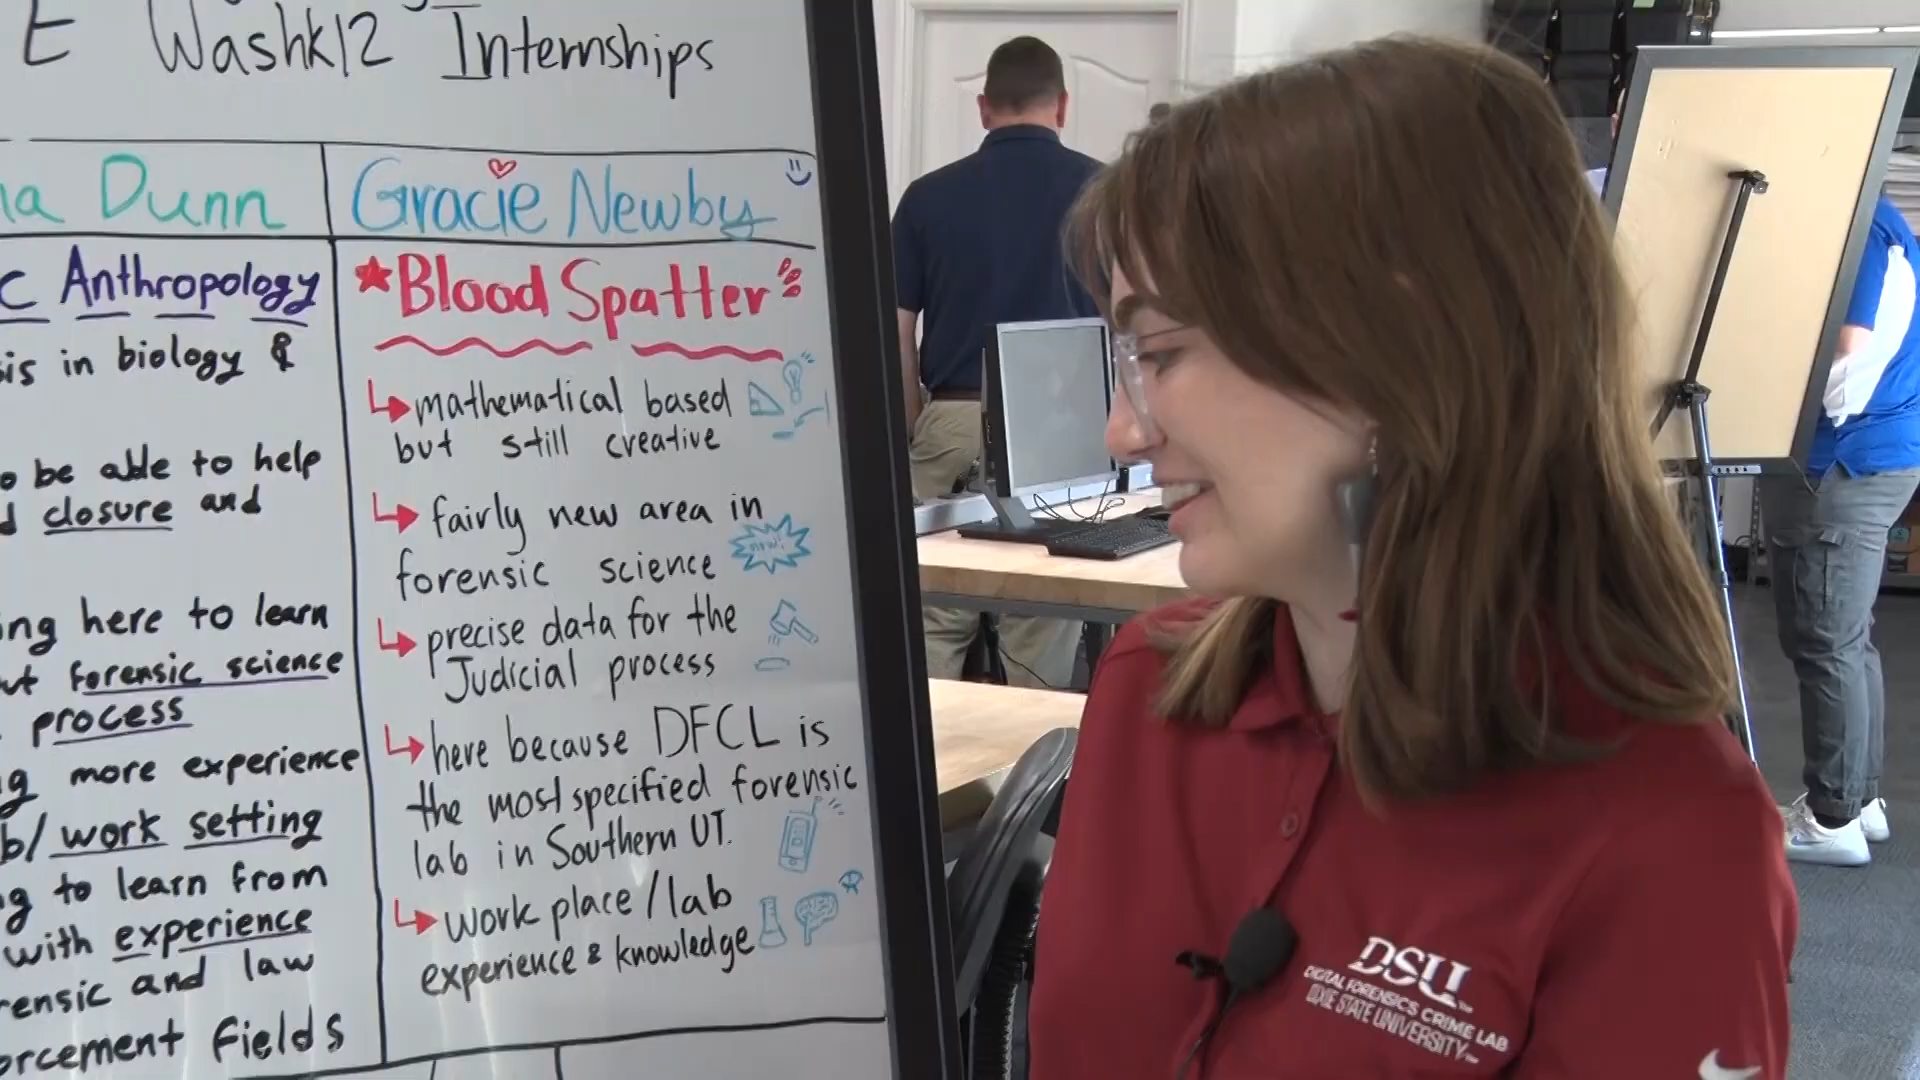 E Washk12 Internships
Dunn
Gracie Newby
c Anthropology
is in biology &
be able to help
closure and
here to learn
forensic science
process
more experience
work setting
to learn from
with experience
and law
fields
Blood Spatter
mathematical based
but still creative
fairly new area in
forensic science
new!
precise data for the
Judicial process
here because DFCL is
the most specified forensic
lab in Southern UT.
work place/lab
experience & knowledge
DSU
DIGITAL FORENSICS CRIME LAB
DIXIE STATE UNIVERSITY